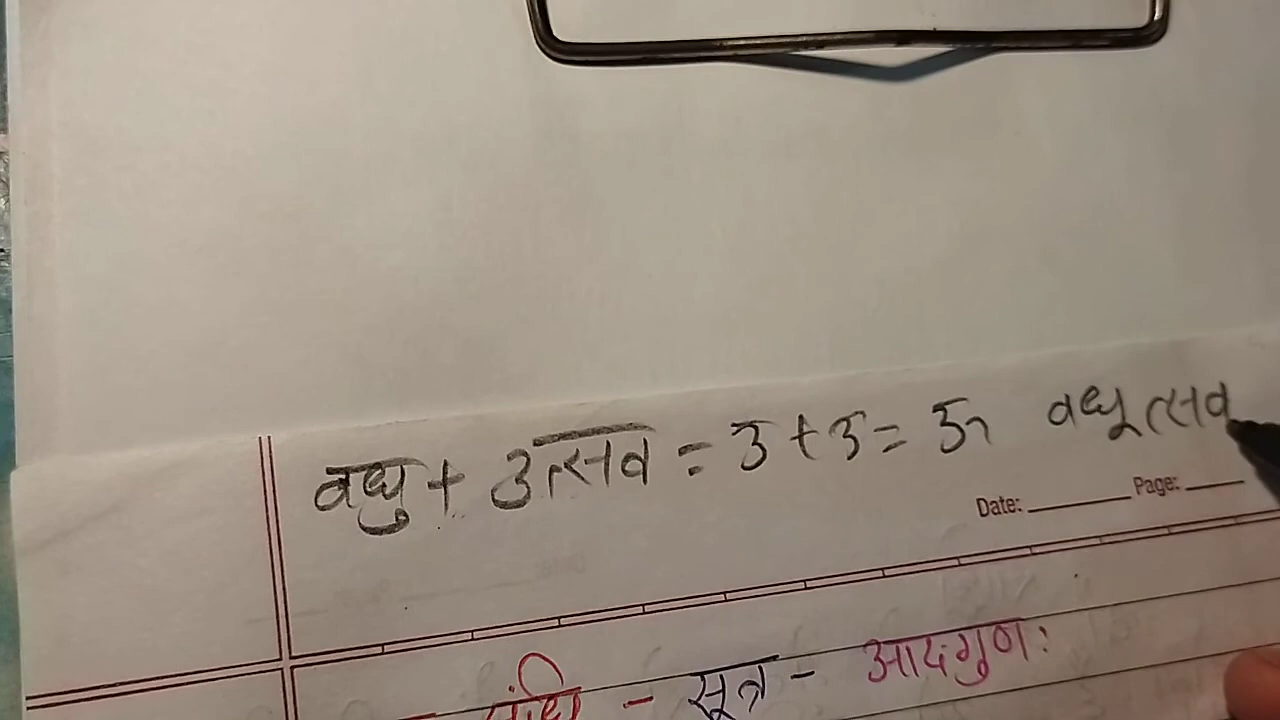 वधु + उत्सव = उ + उ = ऊ वधूत्सव
Date: Page:
संधि - सूत्र - आदगुणः